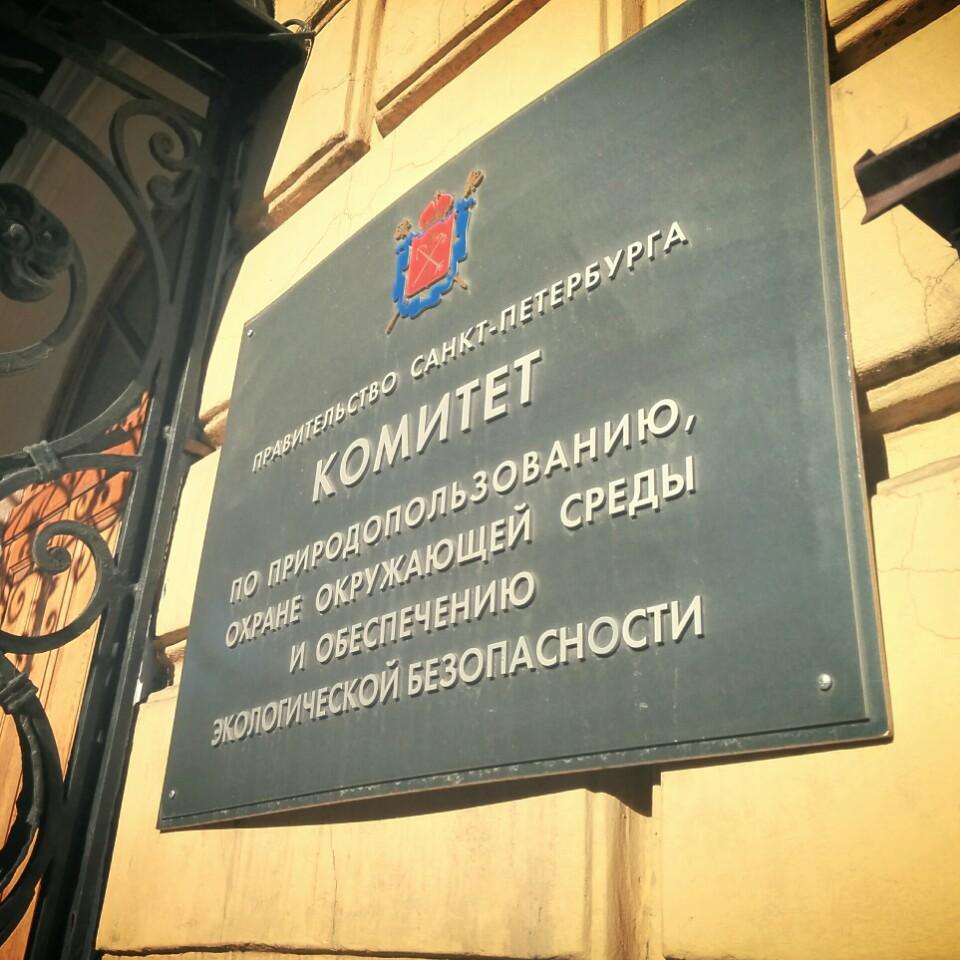 ПРАВИТЕЛЬСТВО САНКТ-ПЕТЕРБУРГА
КОМИТЕТ
ПО ПРИРОДОПОЛЬЗОВАНИЮ,
ОХРАНЕ ОКРУЖАЮЩЕЙ СРЕДЫ
И ОБЕСПЕЧЕНИЮ
ЭКОЛОГИЧЕСКОЙ БЕЗОПАСНОСТИ